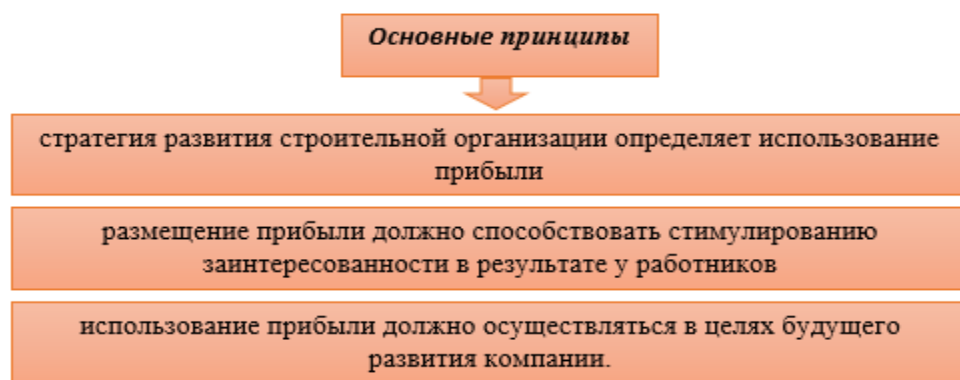 Основные принципы
стратегия развития строительной организации определяет использование
прибыли
размещение прибыли должно способствовать стимулированию
заинтересованности в результате у работников
использование прибыли должно осуществляться в целях будущего
развития компании.